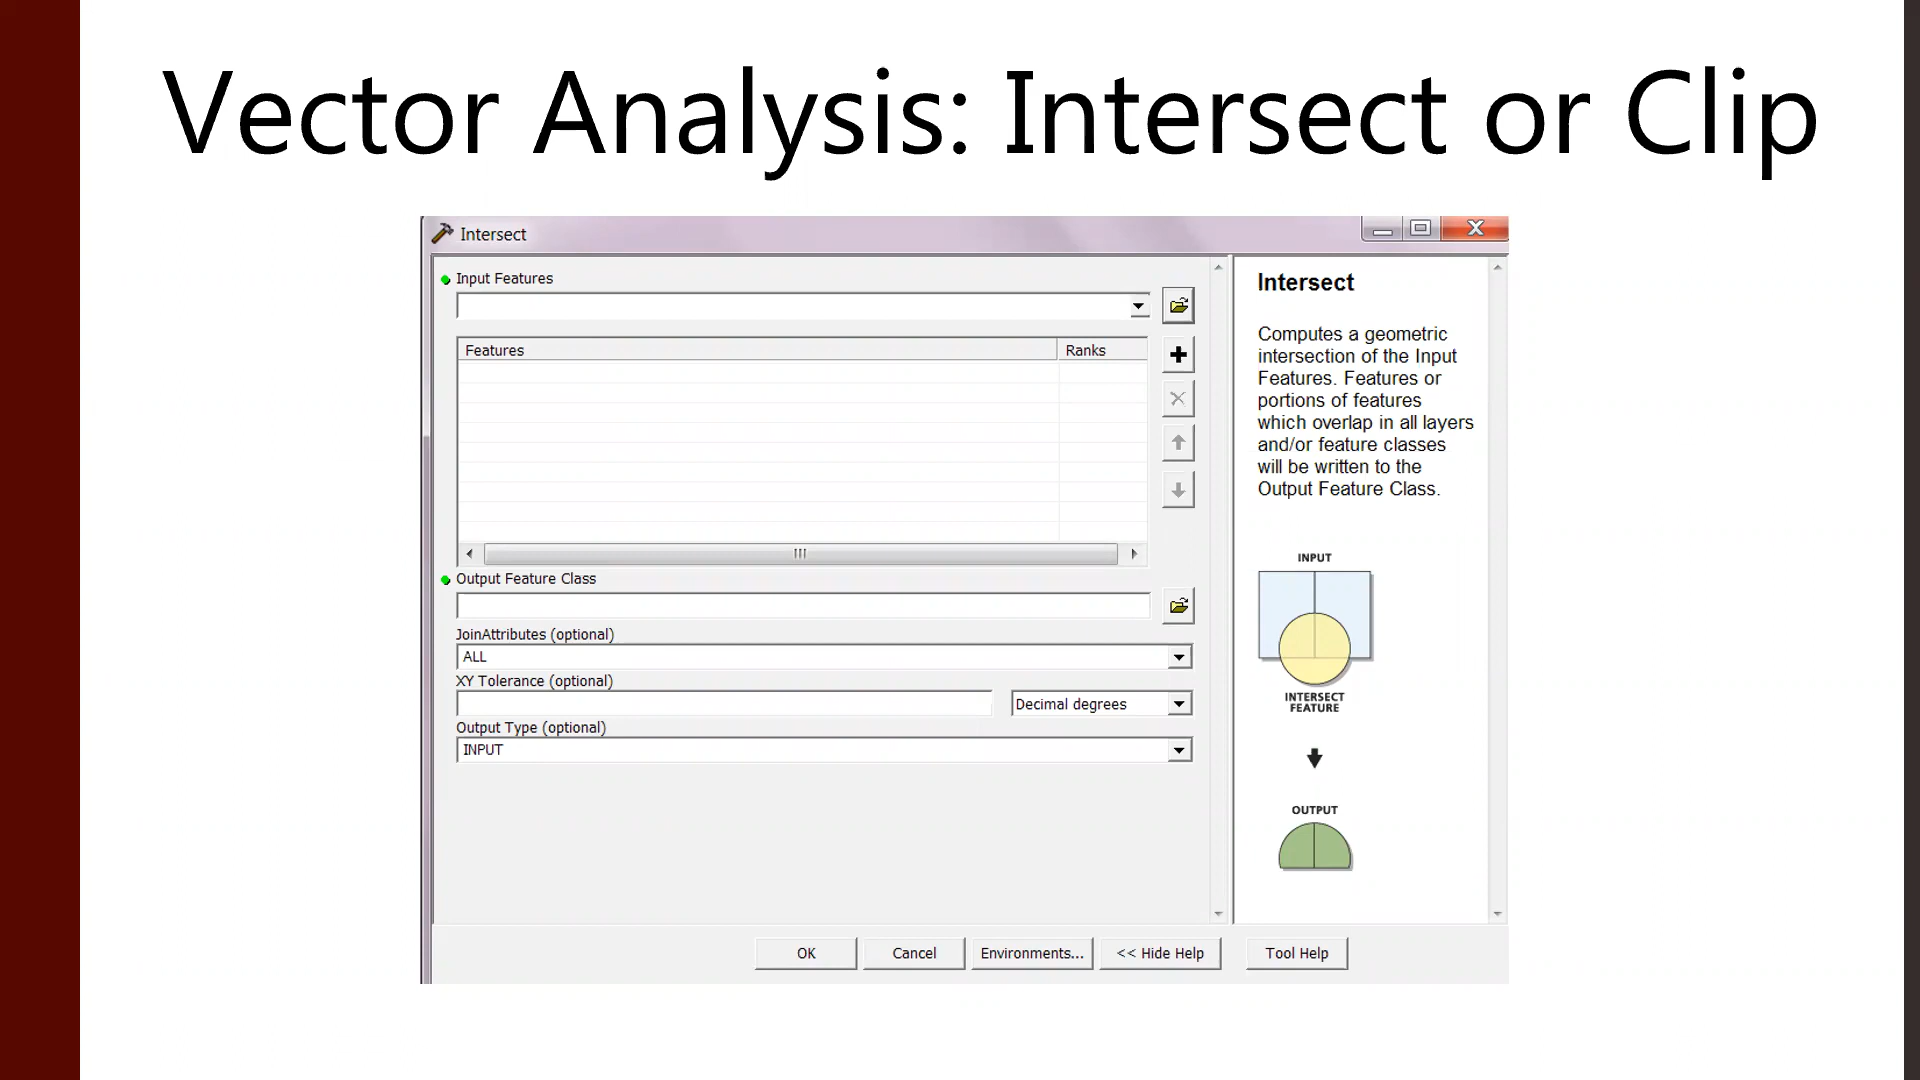 Vector Analysis: Intersect or Clip
Intersect
Input Features
Features Ranks
Output Feature Class
JoinAttributes (optional)
ALL
XY Tolerance (optional)
Decimal degrees
Output Type (optional)
INPUT
OK Cancel Environments... << Hide Help Tool Help
Intersect
Computes a geometric
intersection of the Input
Features. Features or
portions of features
which overlap in all layers
and/or feature classes
will be written to the
Output Feature Class.
INPUT
INTERSECT
FEATURE
OUTPUT